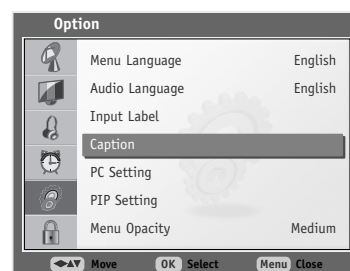 Option
Menu Language English
Audio Language English
Input Label
Caption
PC Setting
PIP Setting
Menu Opacity Medium
Move OK Select Menu Close